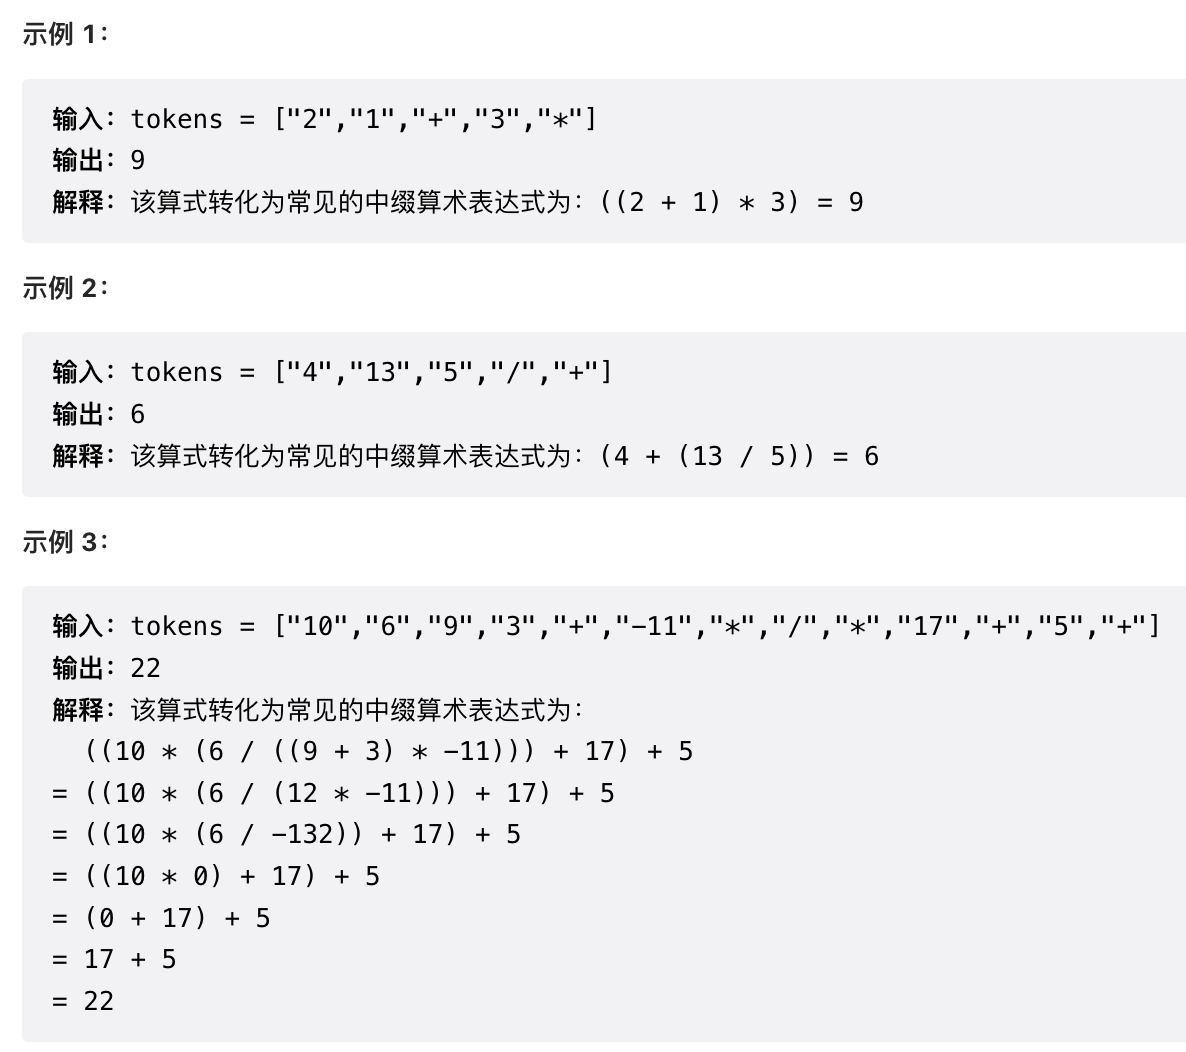 示例 1：
输入：tokens = ["2","1","+","3","*"]
输出：9
解释：该算式转化为常见的中缀算术表达式为：((2 + 1) * 3) = 9
示例 2：
输入：tokens = ["4","13","5","/","+"]
输出：6
解释：该算式转化为常见的中缀算术表达式为：(4 + (13 / 5)) = 6
示例 3：
输入：tokens = ["10","6","9","3","+","-11","*","/","*","17","+","5","+"]
输出：22
解释：该算式转化为常见的中缀算术表达式为：
((10 * (6 / ((9 + 3) * -11))) + 17) + 5
= ((10 * (6 / (12 * -11))) + 17) + 5
= ((10 * (6 / -132)) + 17) + 5
= ((10 * 0) + 17) + 5
= (0 + 17) + 5
= 17 + 5
= 22